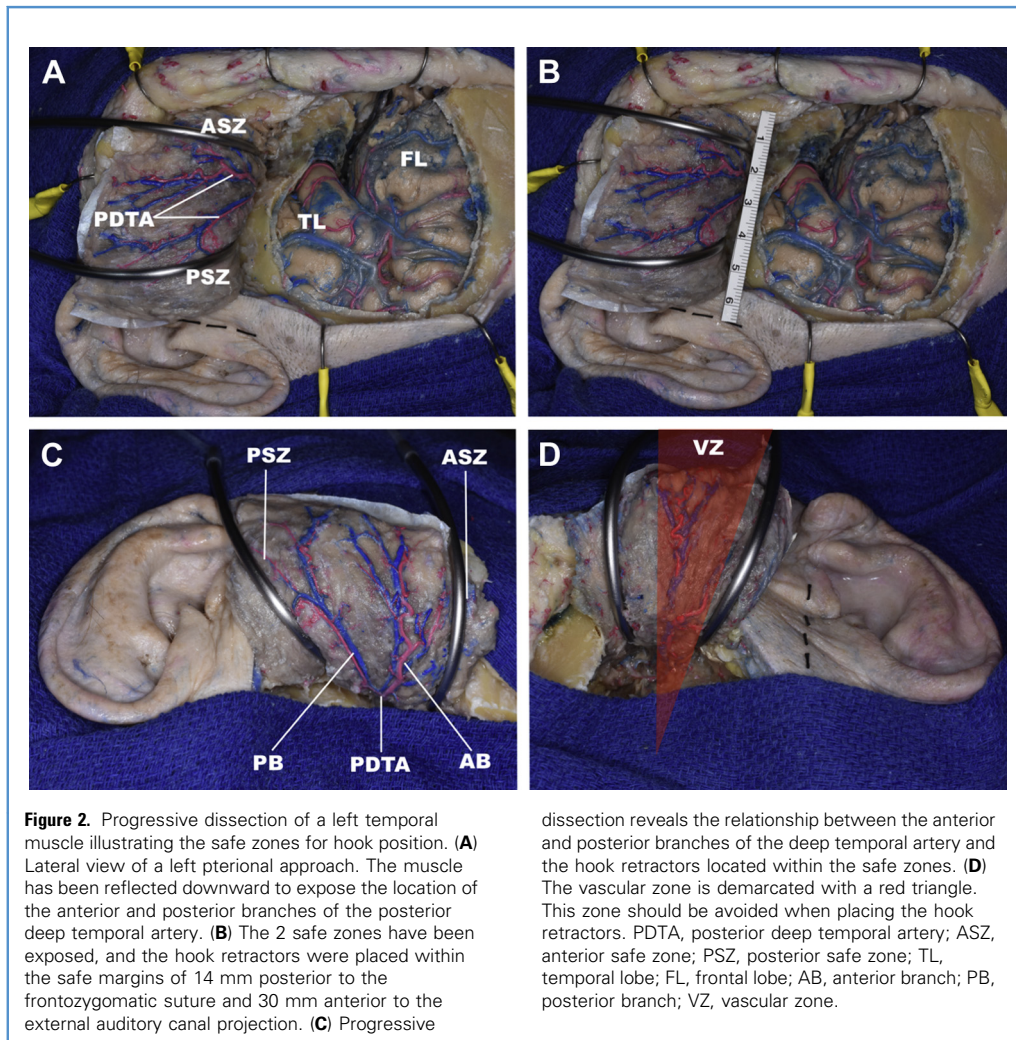 A
ASZ
FL
PDTA
TL
PSZ
B
1
2
3
4
5
6
C
PSZ
ASZ
PB
PDTA
AB
D
VZ
Figure 2. Progressive dissection of a left temporal
muscle illustrating the safe zones for hook position. (A)
Lateral view of a left pterional approach. The muscle
has been reflected downward to expose the location of
the anterior and posterior branches of the posterior
deep temporal artery. (B) The 2 safe zones have been
exposed, and the hook retractors were placed within
the safe margins of 14 mm posterior to the
frontozygomatic suture and 30 mm anterior to the
external auditory canal projection. (C) Progressive
dissection reveals the relationship between the anterior
and posterior branches of the deep temporal artery and
the hook retractors located within the safe zones. (D)
The vascular zone is demarcated with a red triangle.
This zone should be avoided when placing the hook
retractors. PDTA, posterior deep temporal artery; ASZ,
anterior safe zone; PSZ, posterior safe zone; TL,
temporal lobe; FL, frontal lobe; AB, anterior branch; PB,
posterior branch; VZ, vascular zone.